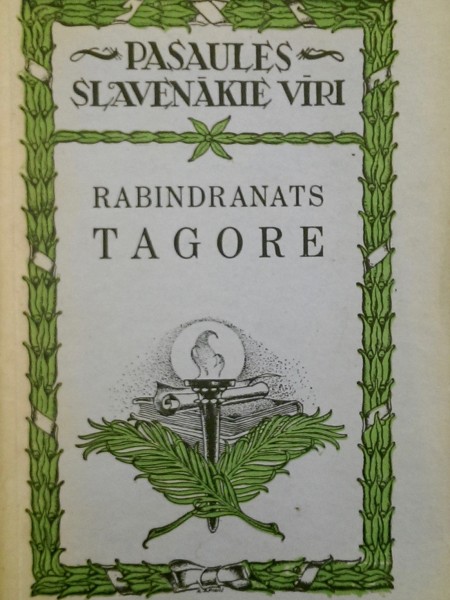 PASAULES
SLAVENĀKIE VĪRI
RABINDRANATS
TAGORE